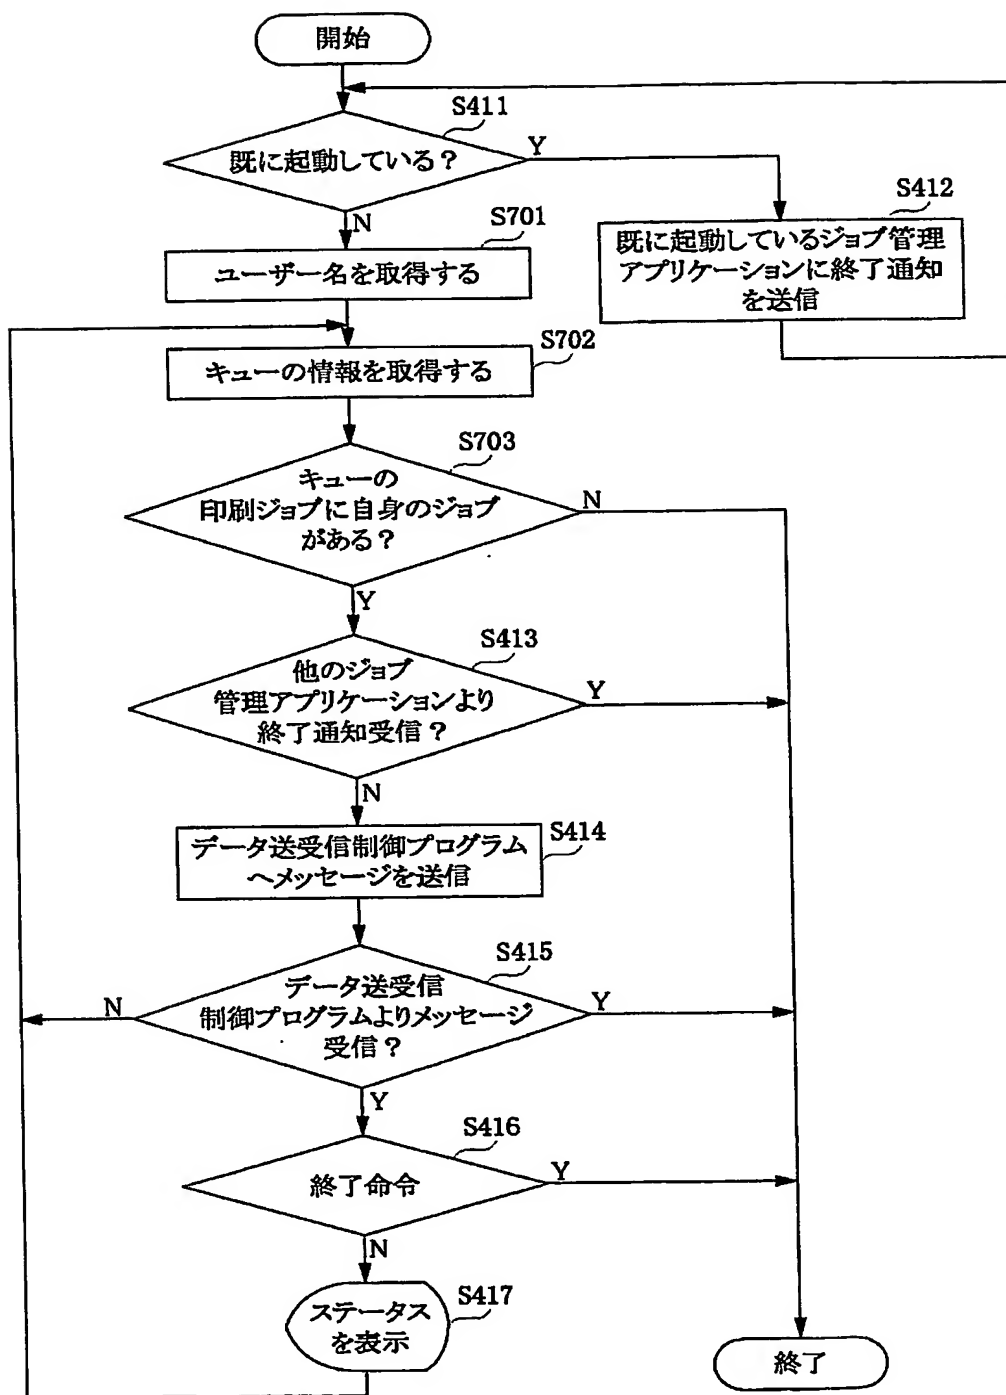 開始
S411
既に起動している?
Y
N
S412
既に起動しているジョブ管理
アプリケーションに終了通知
を送信
S701
ユーザー名を取得する
S702
キューの情報を取得する
S703
キューの
印刷ジョブに自身のジョブ
がある?
N
Y
S413
他のジョブ
管理アプリケーションより
終了通知受信?
Y
N
S414
データ送受信制御プログラム
へメッセージを送信
S415
データ送受信
制御プログラムよりメッセージ
受信?
N
Y
Y
S416
終了命令
Y
N
S417
ステータス
を表示
終了